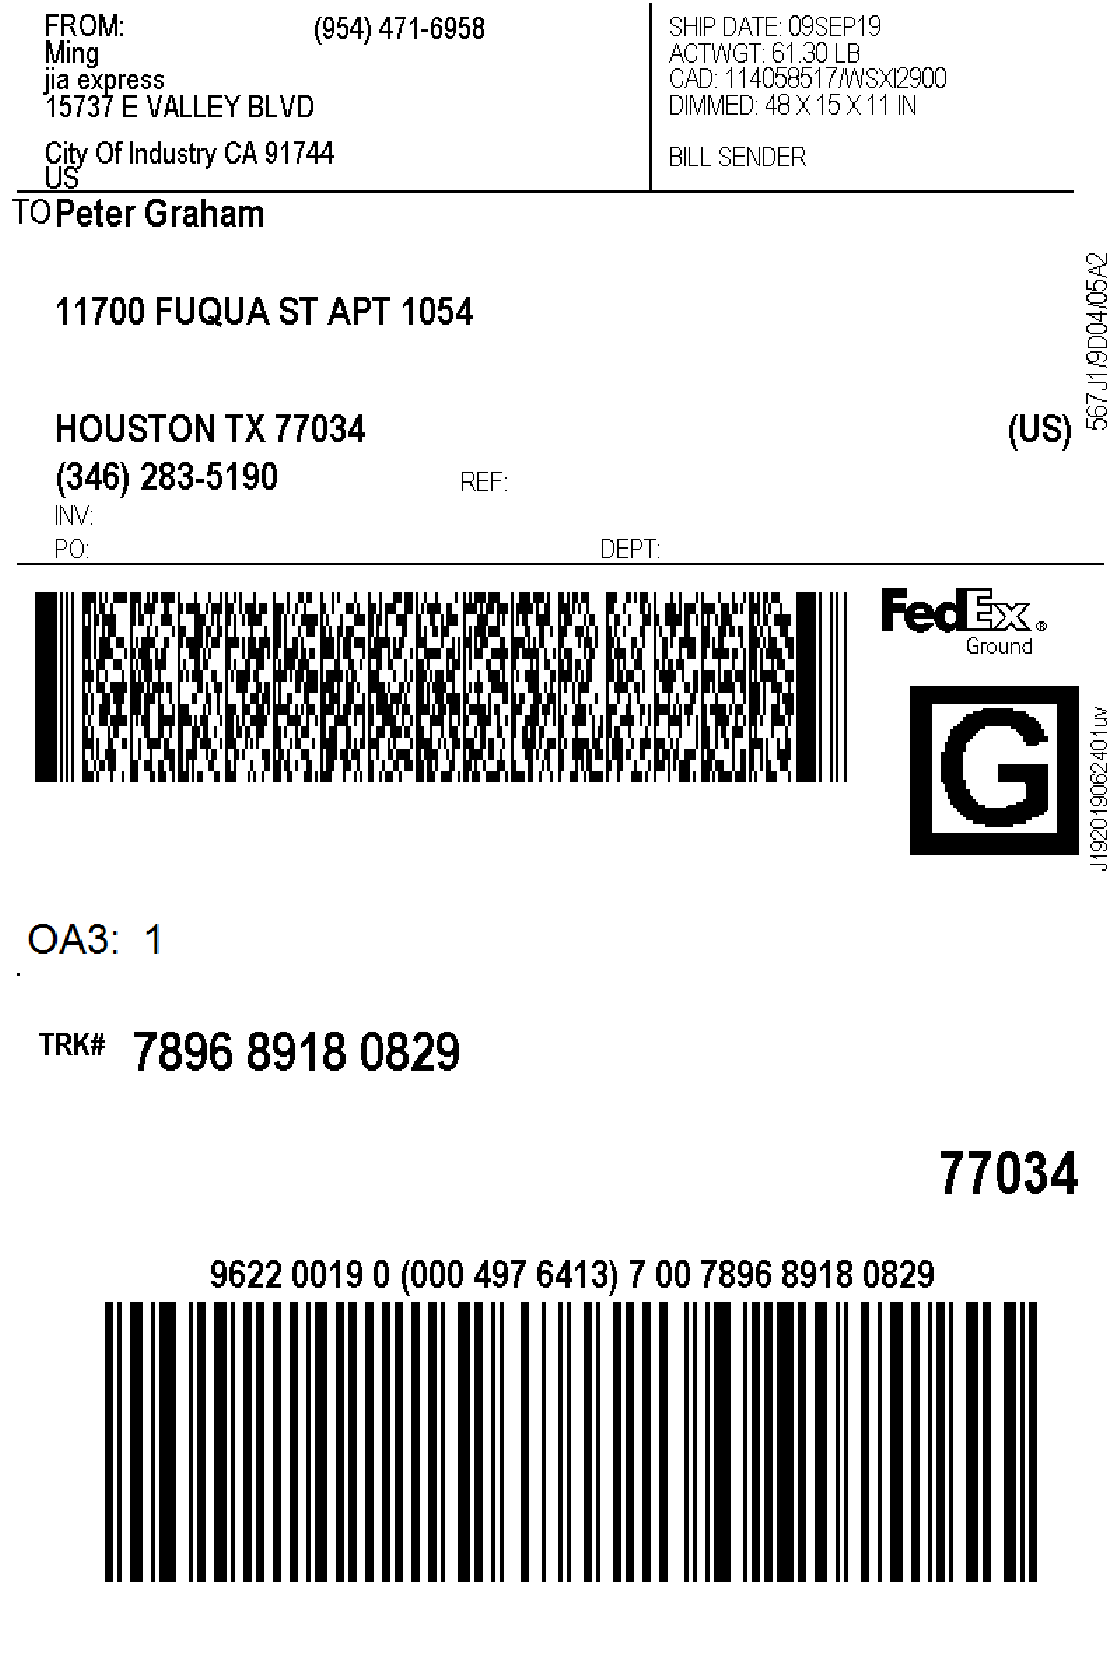 FROM: (954) 471-6958
Ming
jia express
15737 E VALLEY BLVD
City Of Industry CA 91744
US
SHIP DATE: 09SEP19
ACTWGT: 61.30 LB
CAD: 114058517/WSXI2900
DIMMED: 48 X 15 X 11 IN
BILL SENDER
TO Peter Graham
11700 FUQUA ST APT 1054
HOUSTON TX 77034 (US)
(346) 283-5190 REF:
INV:
PO: DEPT:
567J1/9D04/05A2
FedEx®
Ground
G
J192019062401uv
OA3: 1
.
TRK# 7896 8918 0829
77034
9622 0019 0 (000 497 6413) 7 00 7896 8918 0829